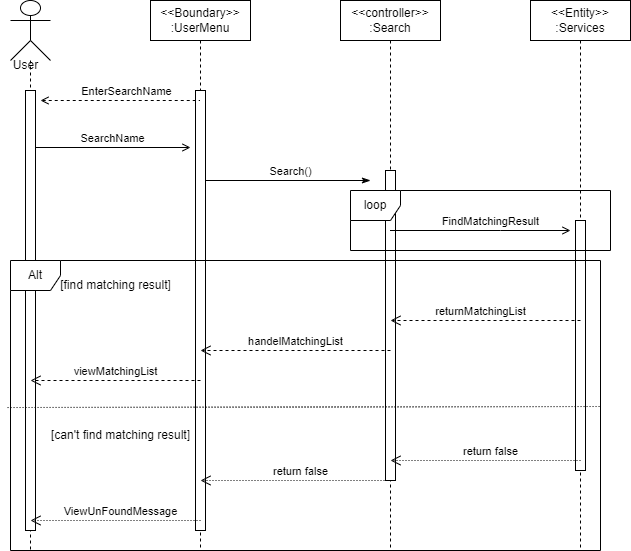 <<Boundary>>
:UserMenu
<<controller>>
:Search
<<Entity>>
:Services
User
EnterSearchName
SearchName
Search()
loop
FindMatchingResult
Alt
[find matching result]
returnMatchingList
handelMatchingList
viewMatchingList
[can't find matching result]
return false
return false
ViewUnFoundMessage